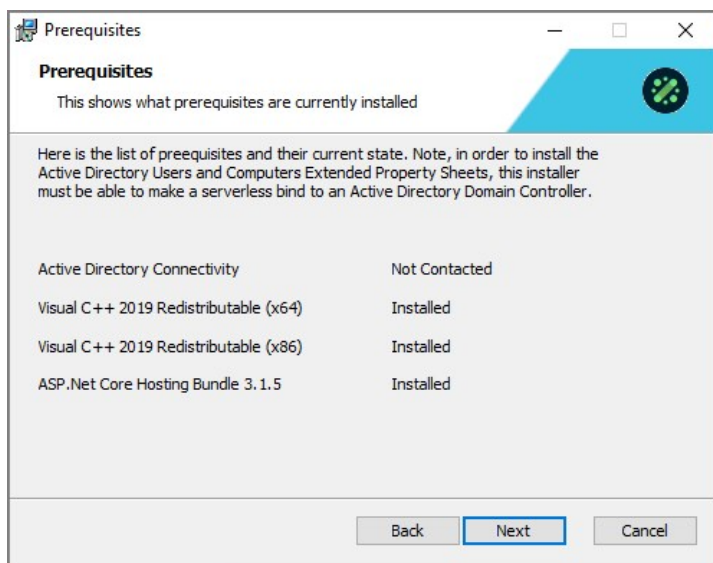 Prerequisites
Prerequisites
This shows what prerequisites are currently installed
Here is the list of preequisites and their current state. Note, in order to install the
Active Directory Users and Computers Extended Property Sheets, this installer
must be able to make a serverless bind to an Active Directory Domain Controller.
Active Directory Connectivity Not Contacted
Visual C++ 2019 Redistributable (x64) Installed
Visual C++ 2019 Redistributable (x86) Installed
ASP.Net Core Hosting Bundle 3.1.5 Installed
Back Next Cancel